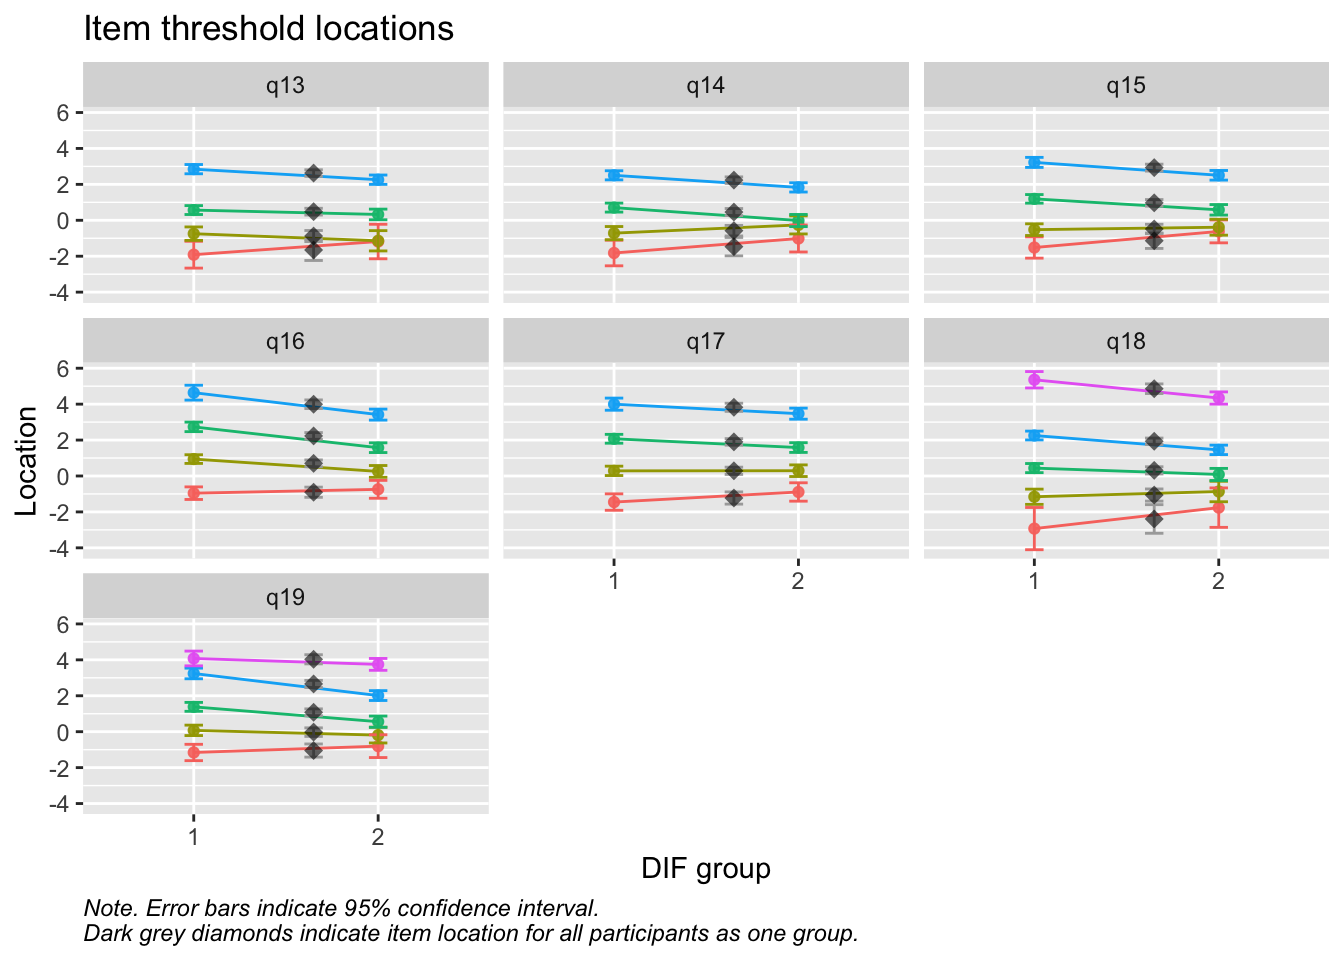 Item threshold locations
q13
q14
q15
6
4
2
0
-2
-4
q16
q17
q18
6
4
2
0
-2
-4
1
2
1
2
q19
6
4
2
0
-2
-4
1
2
Location
DIF group
Note. Error bars indicate 95% confidence interval.
Dark grey diamonds indicate item location for all participants as one group.